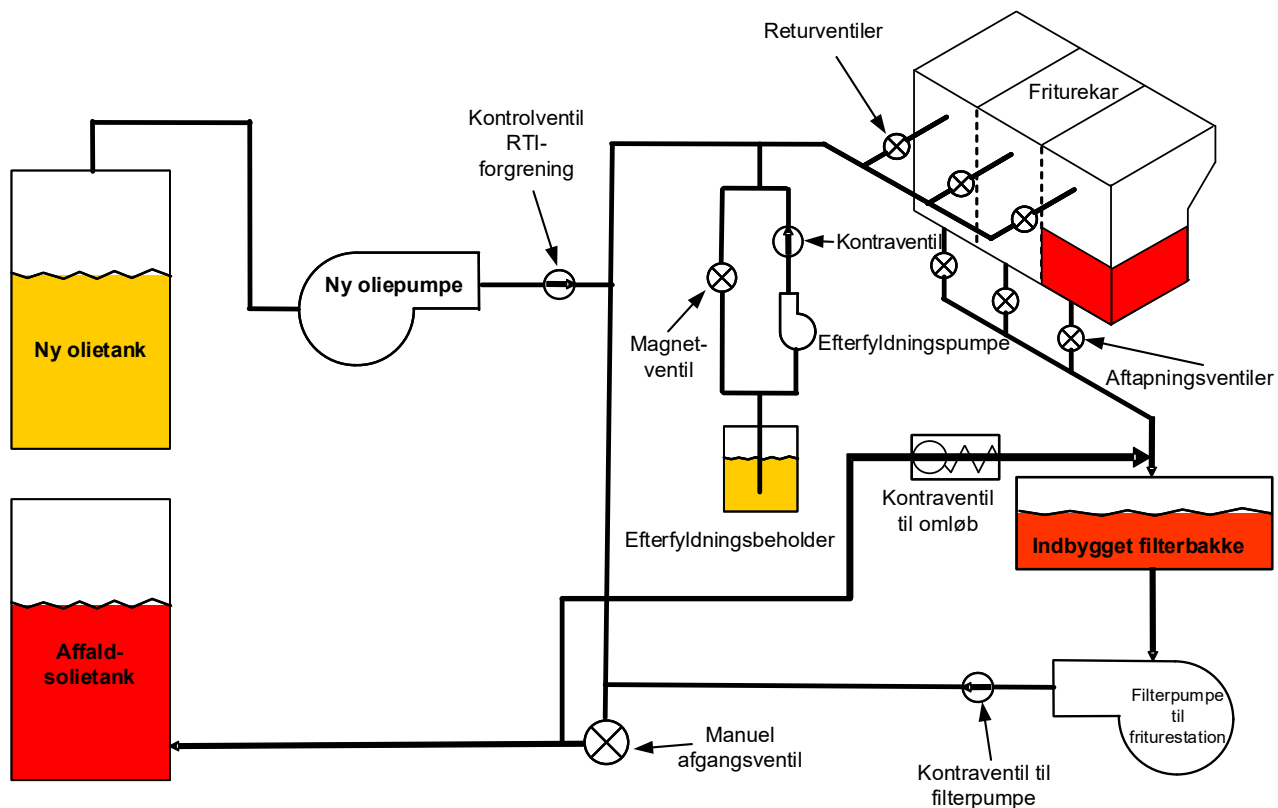 Returventiler
Friturekar
Kontrolventil
RTI-
forgrening
Kontraventil
Ny oliepumpe
Ny olietank
Magnet-
ventil
Efterfyldningspumpe
Aftapningsventiler
Kontraventil
til omløb
Efterfyldningsbeholder
Indbygget filterbakke
Affald-
solietank
Filterpumpe
til
friturestation
Manuel
afgangsventil
Kontraventil til
filterpumpe